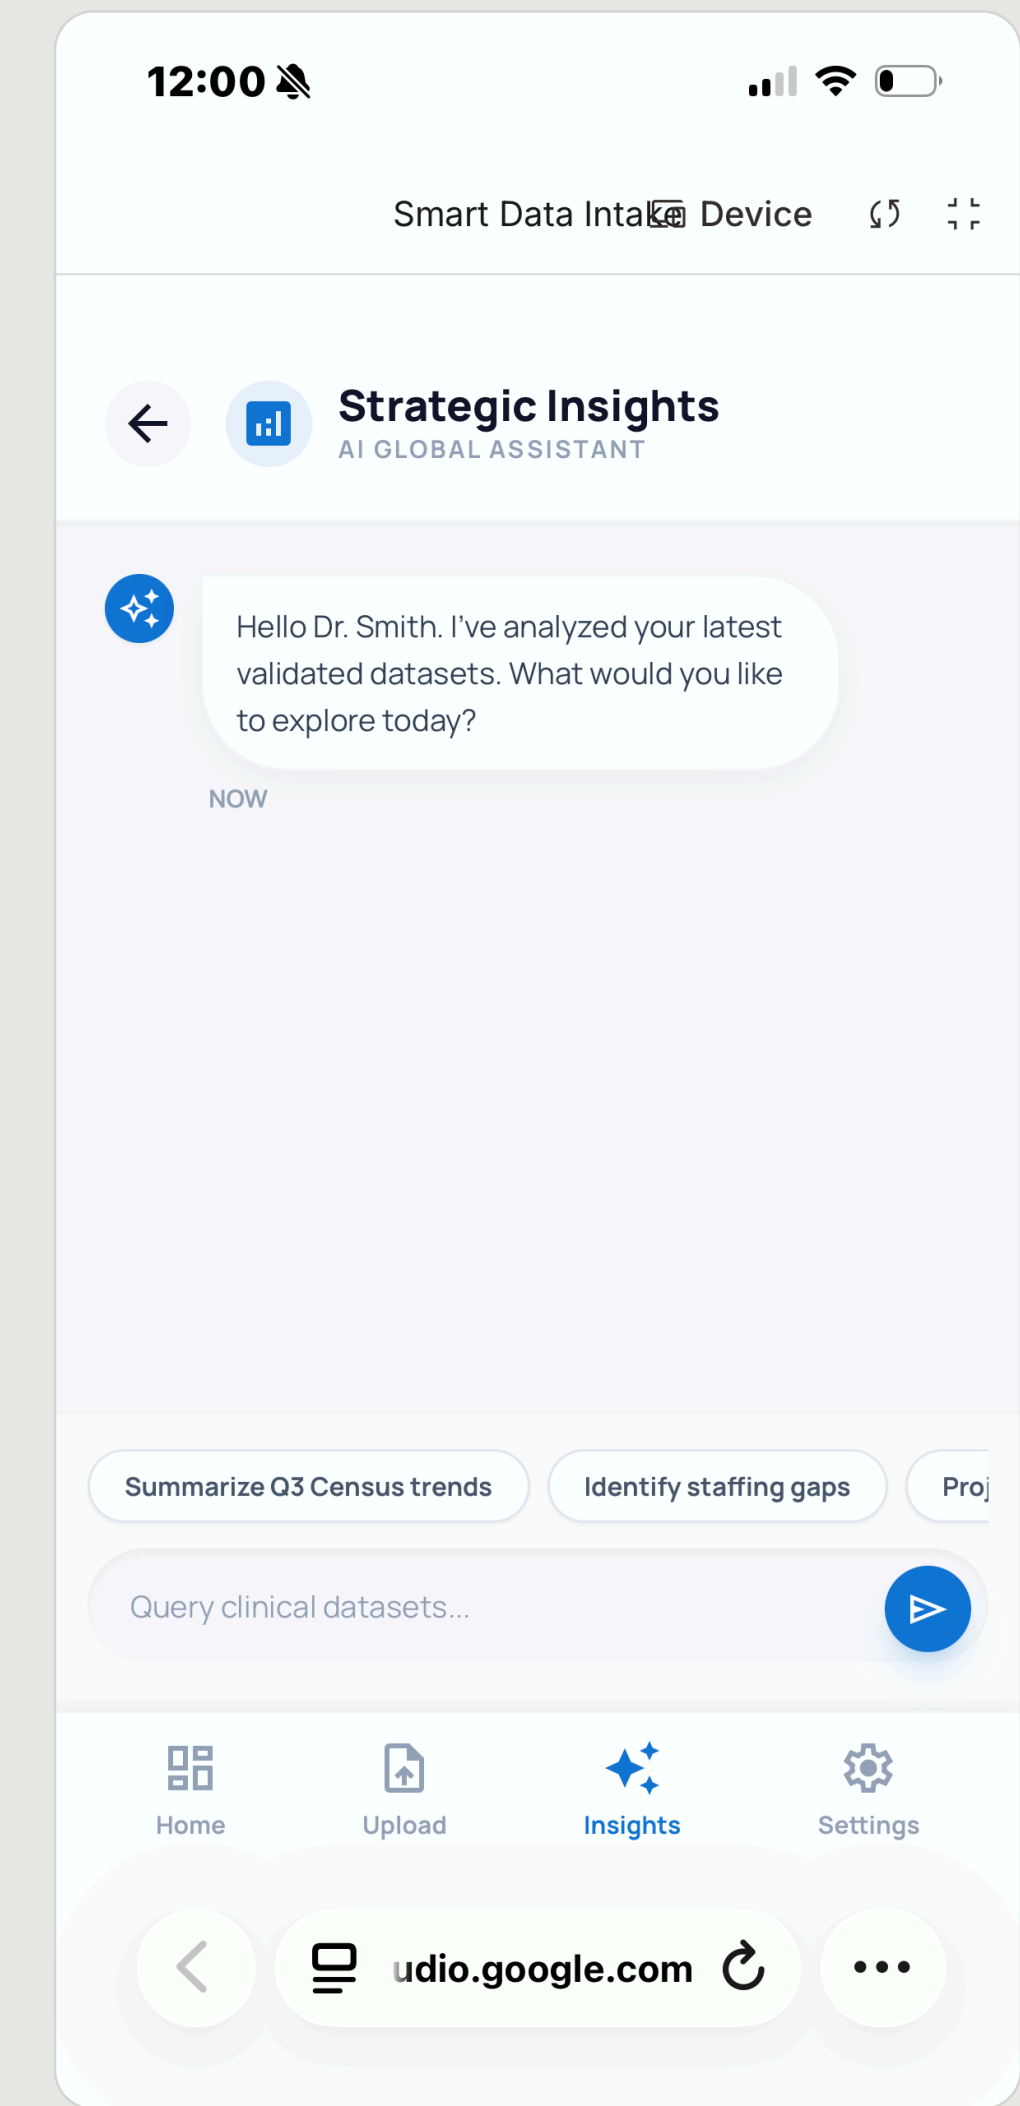 12:00
Smart Data Intake Device
Strategic Insights
AI GLOBAL ASSISTANT
Hello Dr. Smith. I've analyzed your latest
validated datasets. What would you like
to explore today?
NOW
Summarize Q3 Census trends Identify staffing gaps Proj
Query clinical datasets...
Home Upload Insights Settings
udio.google.com